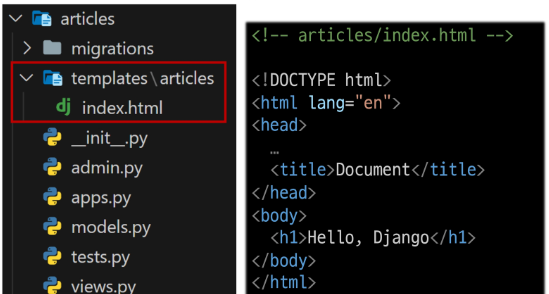 articles
migrations
templates\articles
index.html
__init__.py
admin.py
apps.py
models.py
tests.py
views.py
<!-- articles/index.html -->
<!DOCTYPE html>
<html lang="en">
<head>
…
<title>Document</title>
</head>
<body>
<h1>Hello, Django</h1>
</body>
</html>